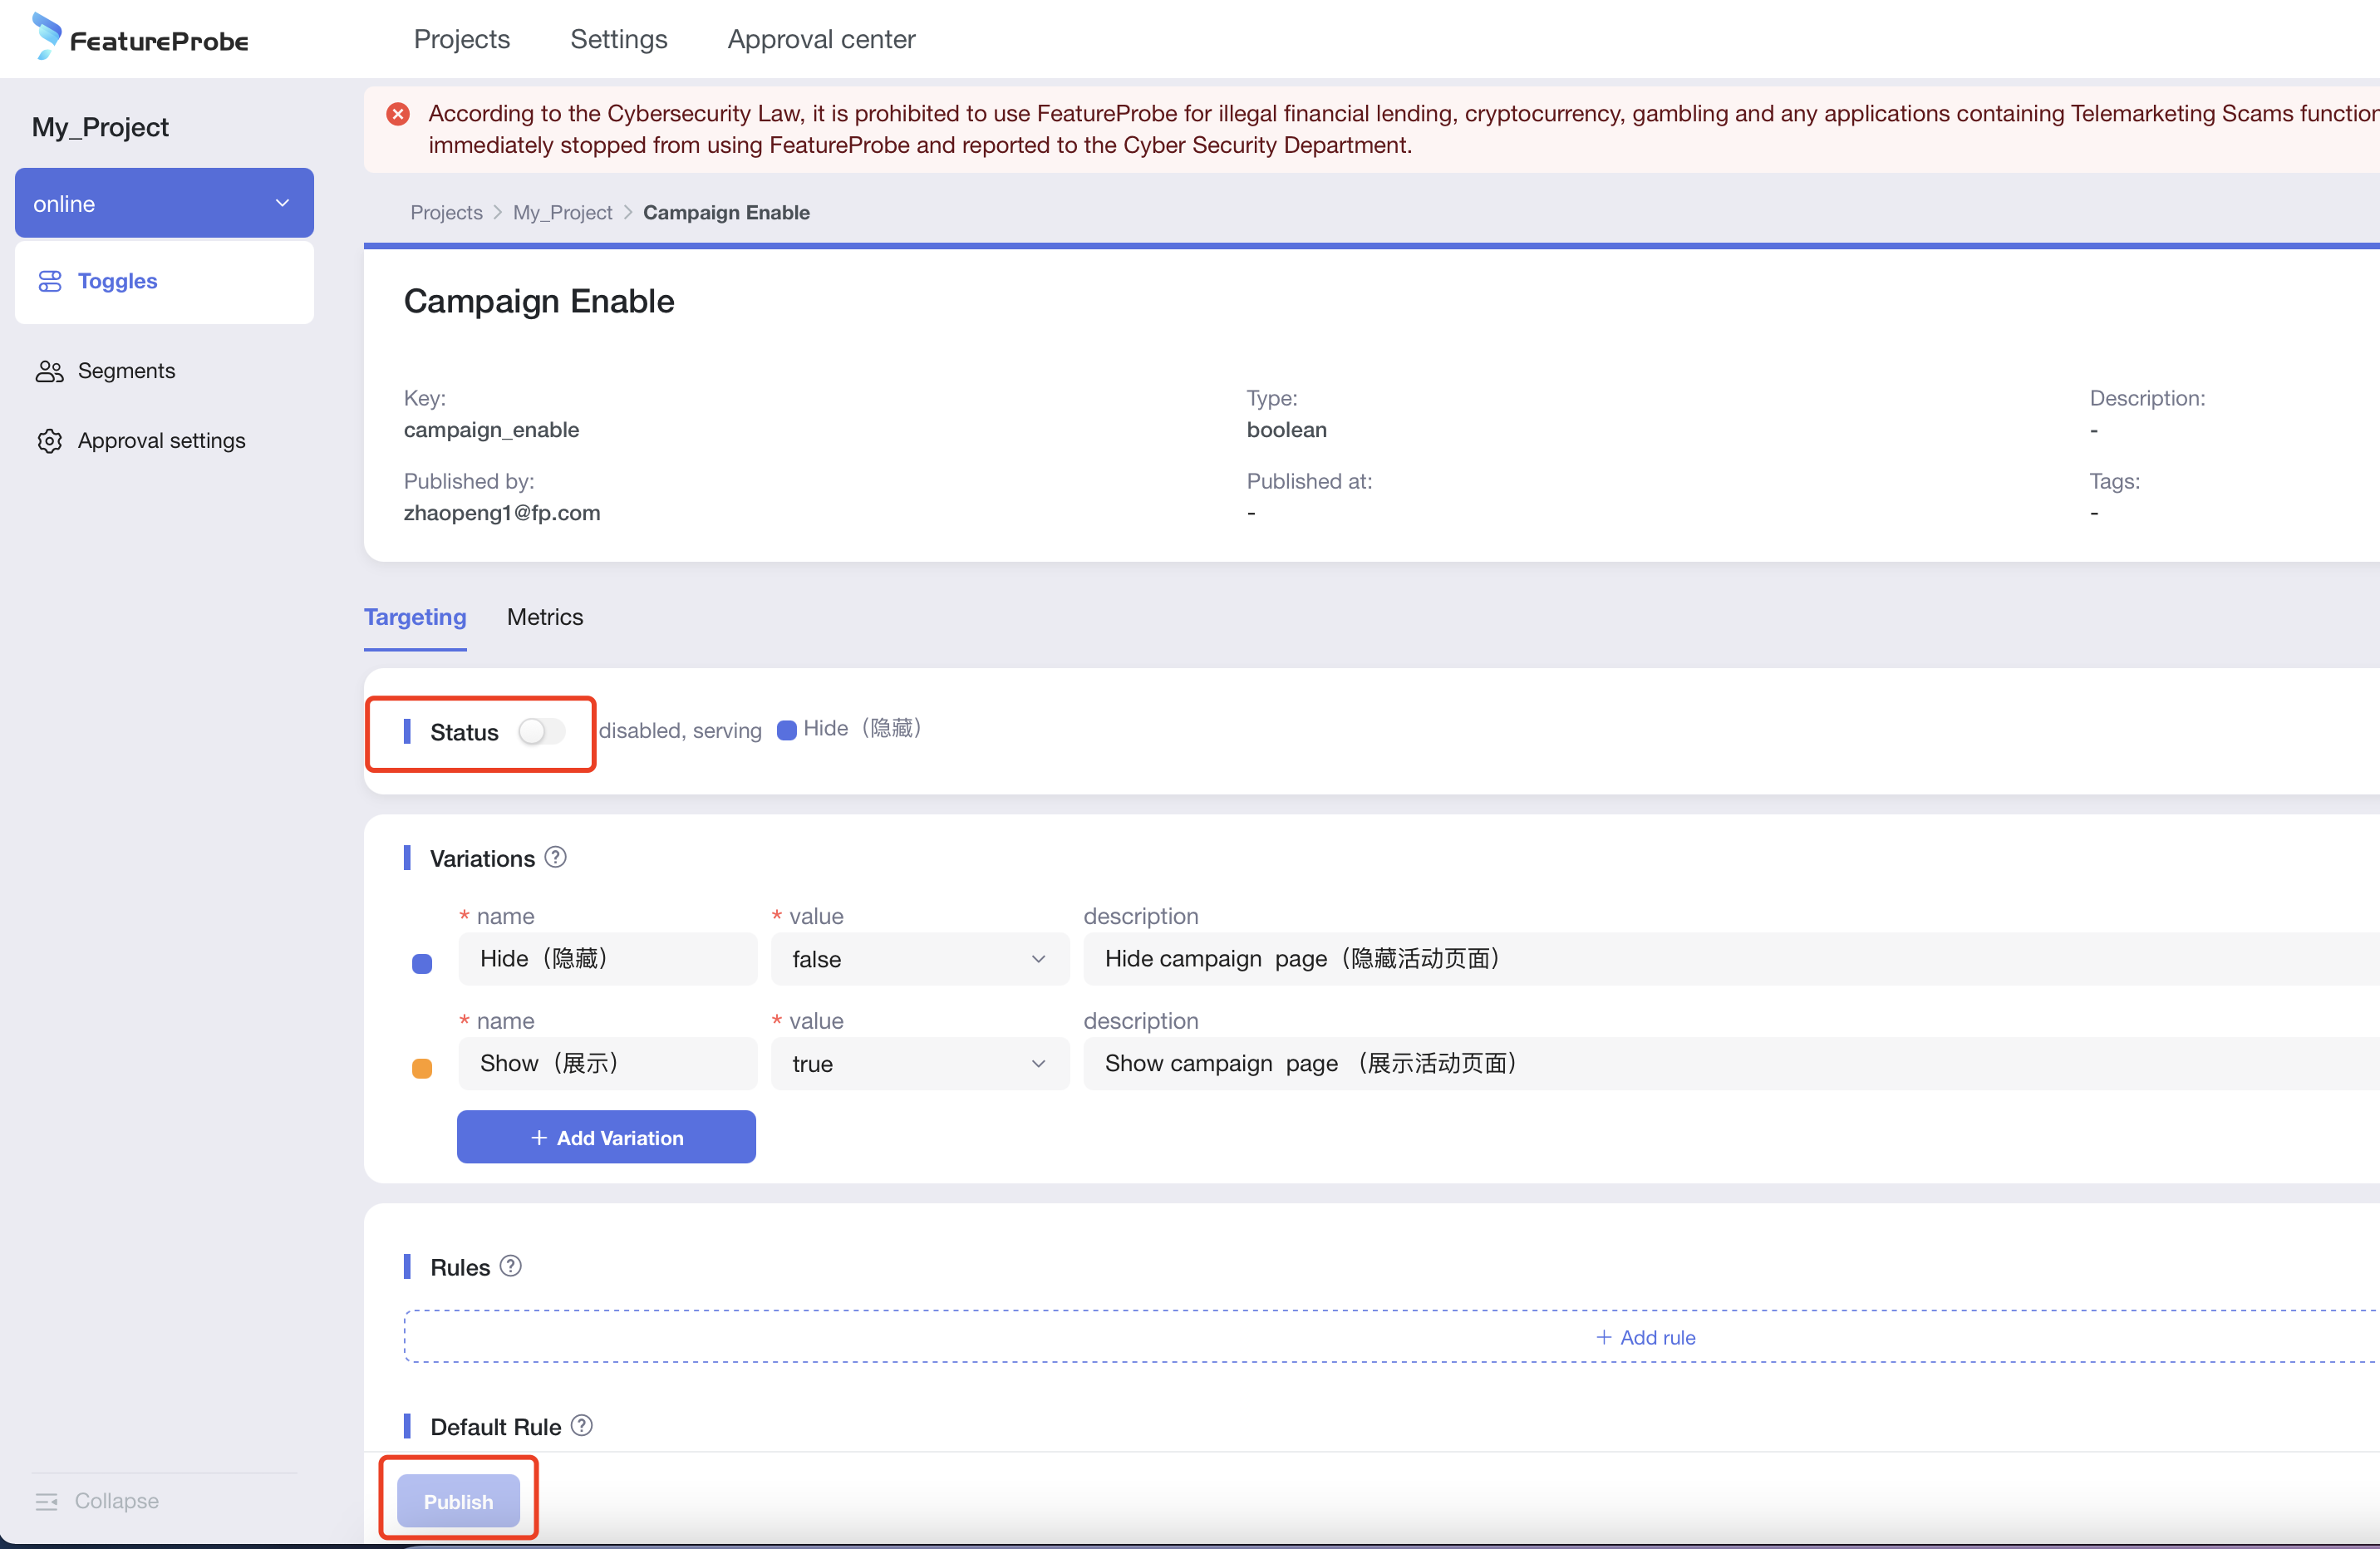 FeatureProbe
Projects
Settings
Approval center
My_Project
online
Toggles
Segments
Approval settings
Collapse
According to the Cybersecurity Law, it is prohibited to use FeatureProbe for illegal financial lending, cryptocurrency, gambling and any applications containing Telemarketing Scams
immediately stopped from using FeatureProbe and reported to the Cyber Security Department.
Projects > My_Project > Campaign Enable
Campaign Enable
Key:
campaign_enable
Type:
boolean
Description:
-
Published by:
zhaopeng1@fp.com
Published at:
-
Tags:
-
Targeting
Metrics
Status
disabled, serving Hide（隐藏）
Variations ?
* name
* value
description
Hide（隐藏）
false
Hide campaign page（隐藏活动页面）
* name
* value
description
Show（展示）
true
Show campaign page （展示活动页面）
+ Add Variation
Rules ?
+ Add rule
Default Rule ?
Publish